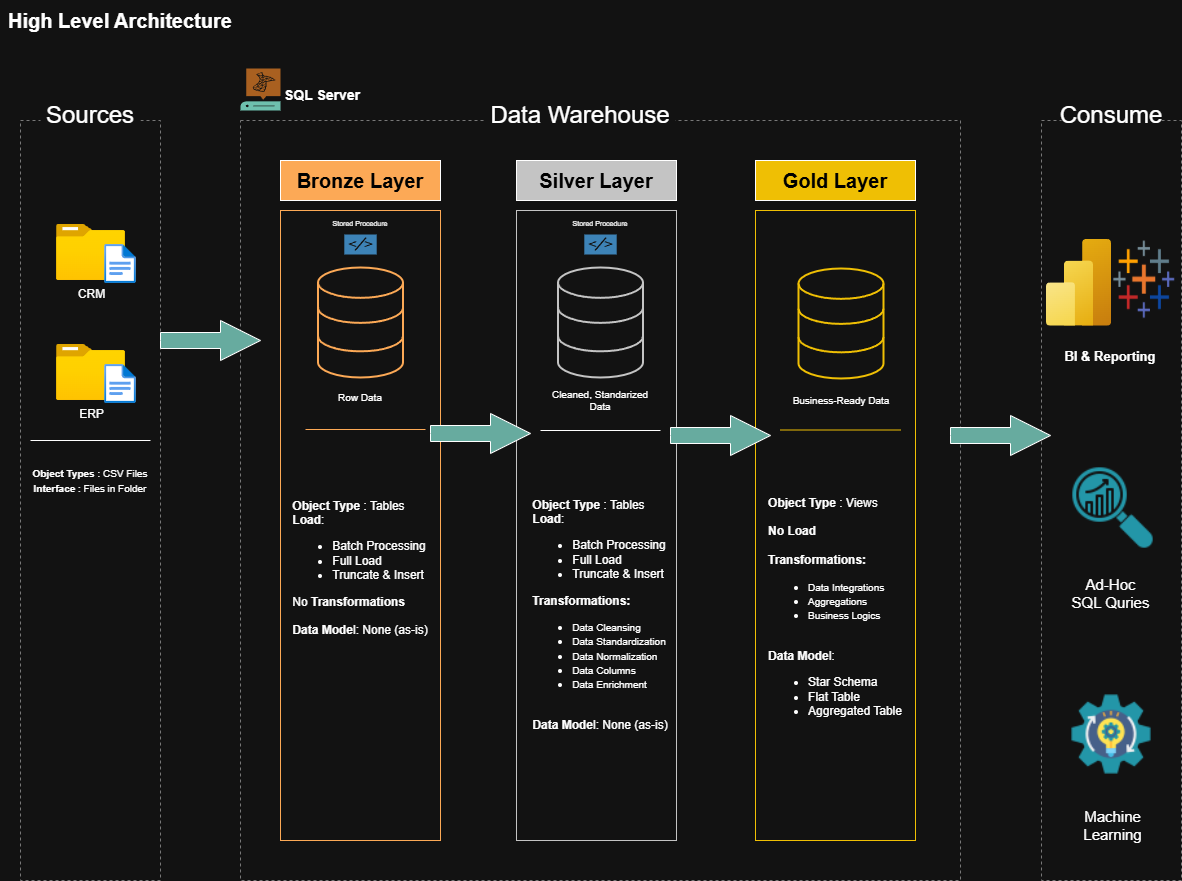 High Level Architecture
SQL Server
Sources
Data Warehouse
Consume
CRM
ERP
Object Types : CSV Files
Interface : Files in Folder
Bronze Layer
Stored Procedure
</>
Row Data
Object Type : Tables
Load:
Batch Processing
Full Load
Truncate & Insert
No Transformations
Data Model: None (as-is)
Silver Layer
Stored Procedure
</>
Cleaned, Standarized
Data
Object Type : Tables
Load:
Batch Processing
Full Load
Truncate & Insert
Transformations:
Data Cleansing
Data Standardization
Data Normalization
Data Columns
Data Enrichment
Data Model: None (as-is)
Gold Layer
Business-Ready Data
Object Type : Views
No Load
Transformations:
Data Integrations
Aggregations
Business Logics
Data Model:
Star Schema
Flat Table
Aggregated Table
BI & Reporting
Ad-Hoc
SQL Quries
Machine
Learning